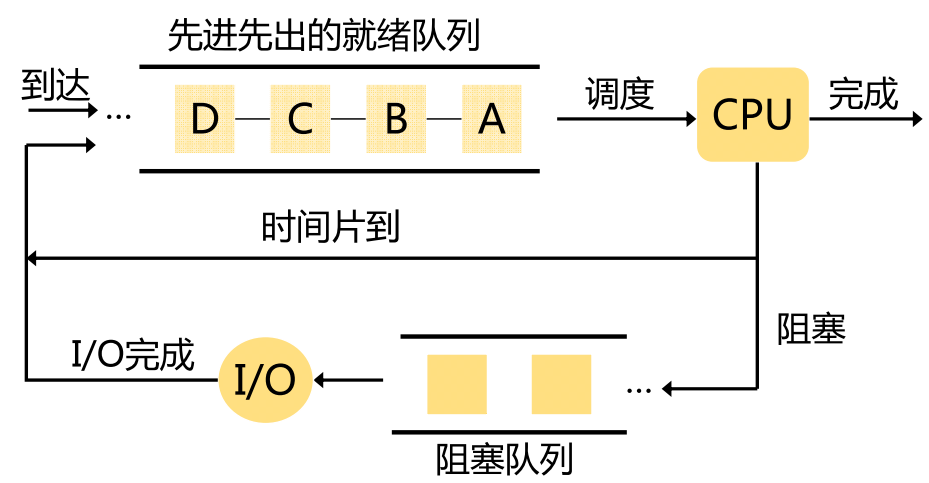 先进先出的就绪队列
到达
... D C B A
调度
CPU
完成
时间片到
阻塞
I/O完成
I/O
...
阻塞队列